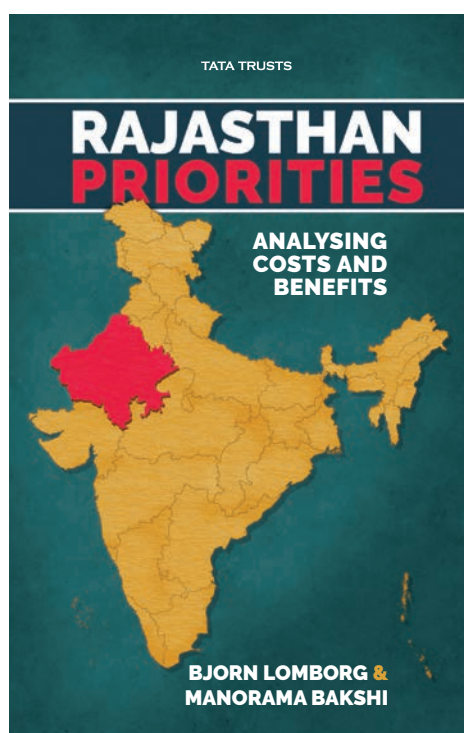 TATA TRUSTS
RAJASTHAN
PRIORITIES
ANALYSING
COSTS AND
BENEFITS
BJORN LOMBORG &
MANORAMA BAKSHI